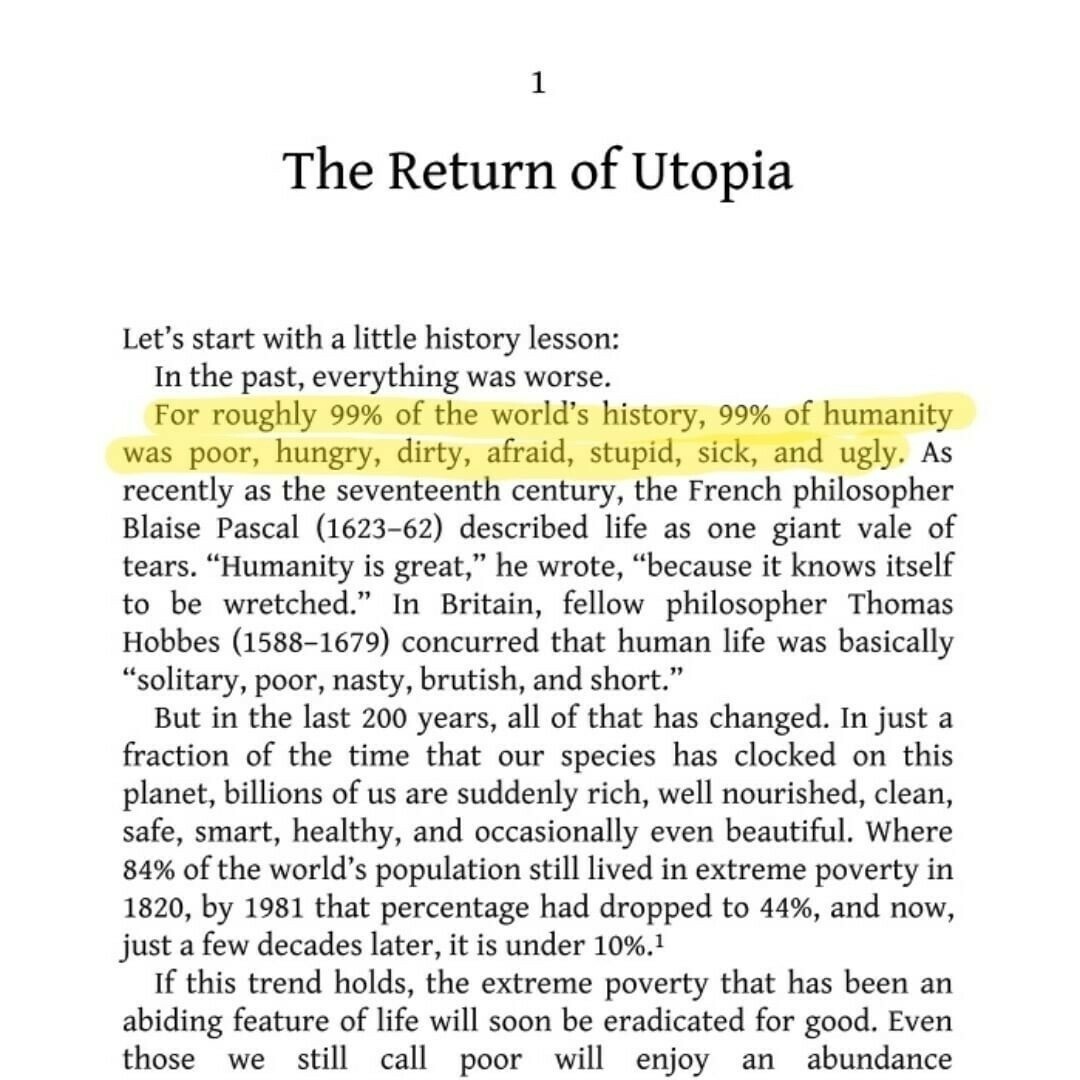 1
The Return of Utopia
Let’s start with a little history lesson:
In the past, everything was worse.
For roughly 99% of the world’s history, 99% of humanity
was poor, hungry, dirty, afraid, stupid, sick, and ugly. As
recently as the seventeenth century, the French philosopher
Blaise Pascal (1623–62) described life as one giant vale of
tears. “Humanity is great,” he wrote, “because it knows itself
to be wretched.” In Britain, fellow philosopher Thomas
Hobbes (1588–1679) concurred that human life was basically
“solitary, poor, nasty, brutish, and short.”
But in the last 200 years, all of that has changed. In just a
fraction of the time that our species has clocked on this
planet, billions of us are suddenly rich, well nourished, clean,
safe, smart, healthy, and occasionally even beautiful. Where
84% of the world’s population still lived in extreme poverty in
1820, by 1981 that percentage had dropped to 44%, and now,
just a few decades later, it is under 10%.¹
If this trend holds, the extreme poverty that has been an
abiding feature of life will soon be eradicated for good. Even
those we still call poor will enjoy an abundance